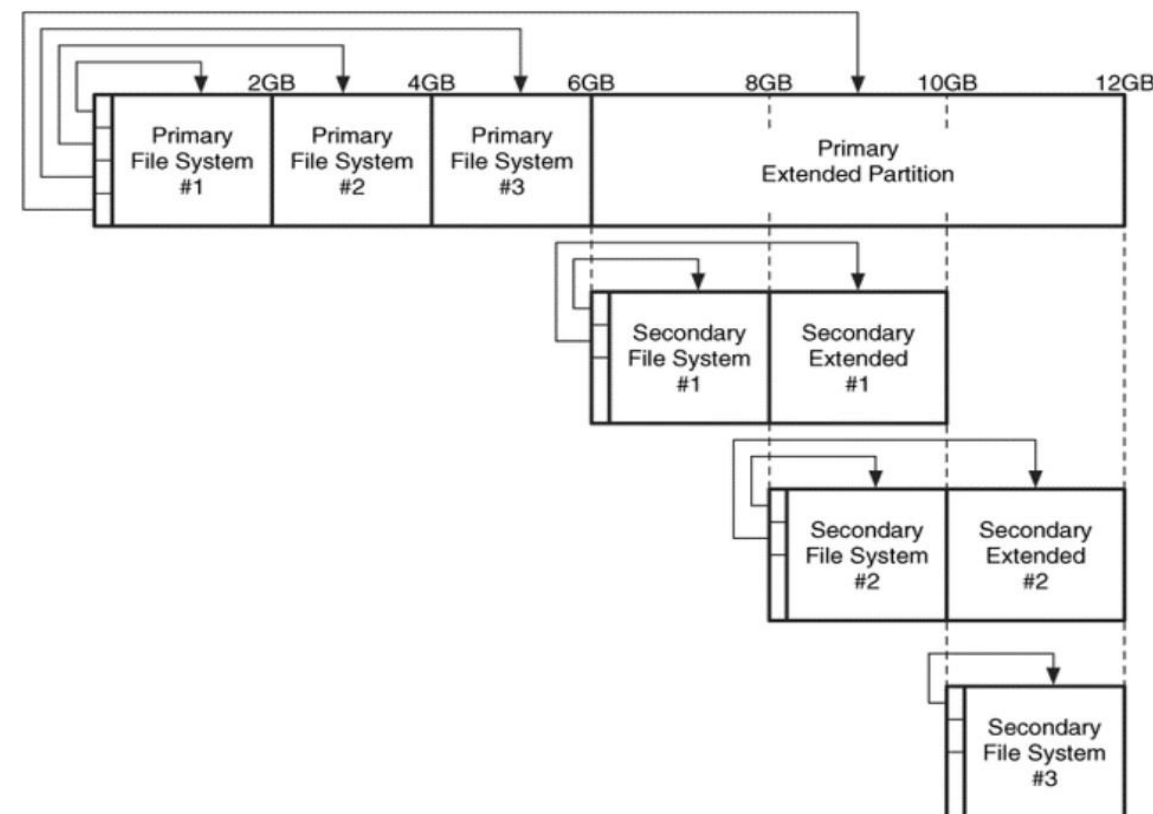 2GB
4GB
6GB
8GB
10GB
12GB
Primary
File System
#1
Primary
File System
#2
Primary
File System
#3
Primary
Extended Partition
Secondary
File System
#1
Secondary
Extended
#1
Secondary
File System
#2
Secondary
Extended
#2
Secondary
File System
#3